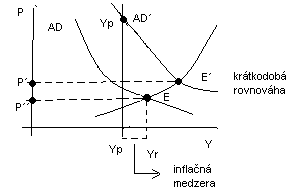 P
AD
Yp
AD´
P´
E´
krátkodobá
rovnováha
P´
E
Yp
Yr
Y
inflačná
medzera